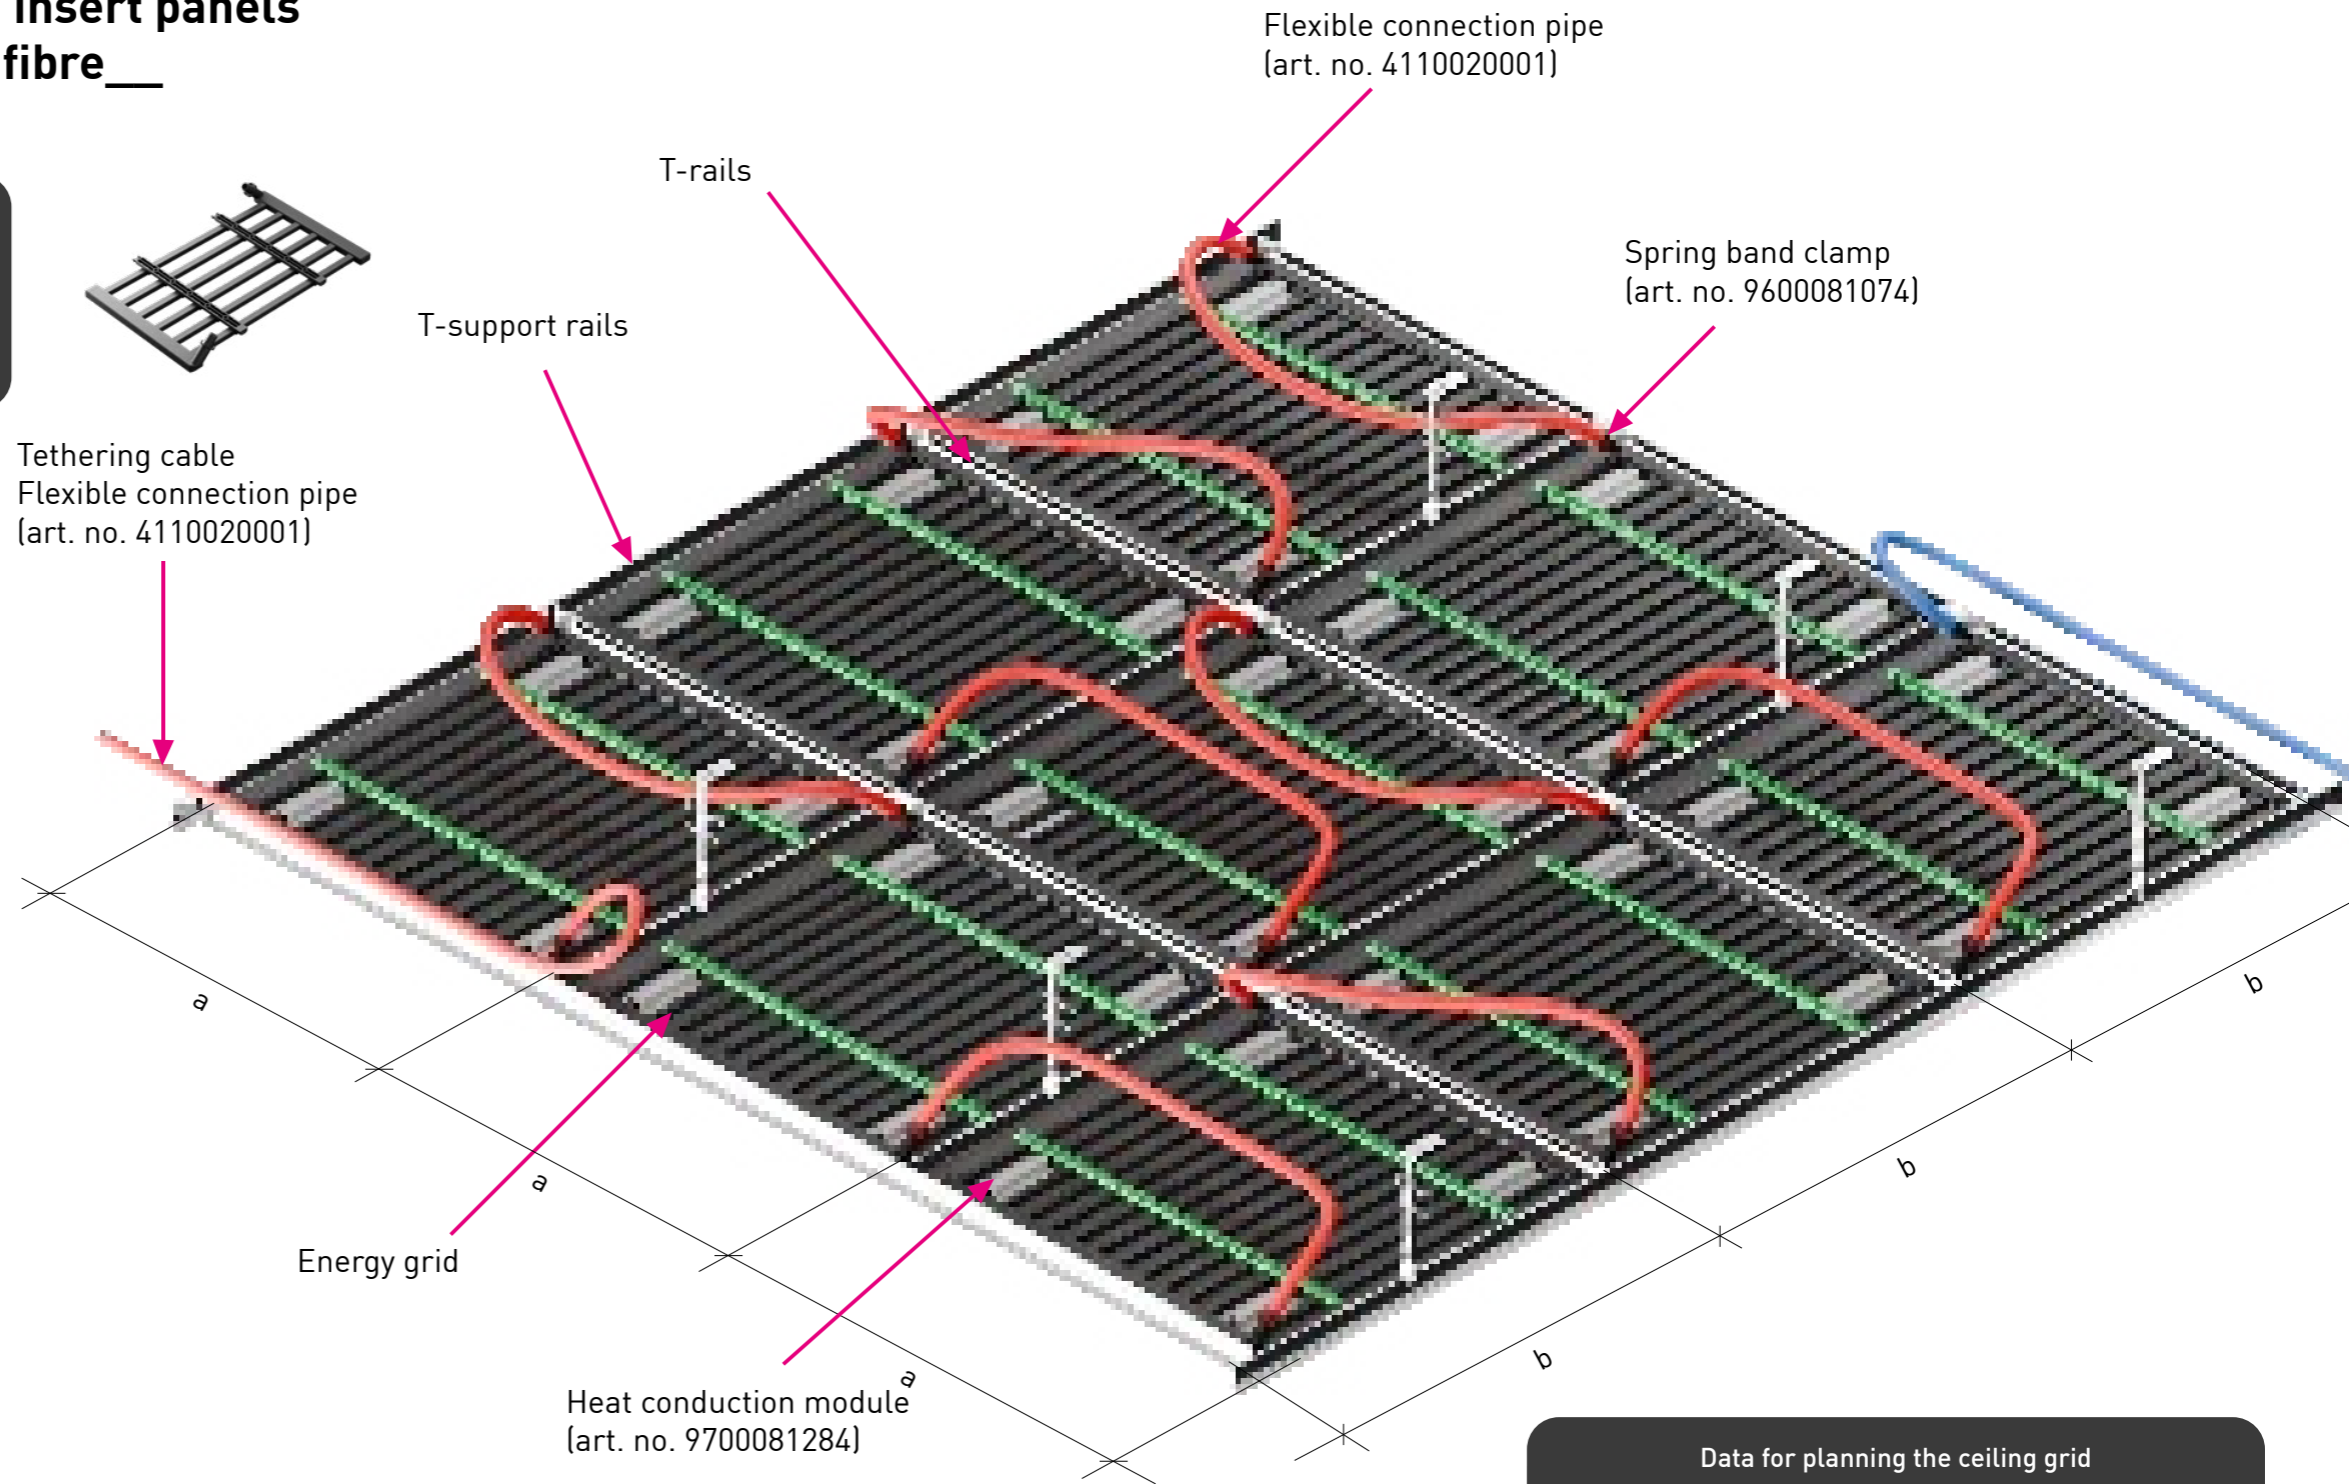 insert panels
fibre__
Flexible connection pipe
(art. no. 4110020001)
T-rails
Spring band clamp
(art. no. 9600081074)
T-support rails
Tethering cable
Flexible connection pipe
(art. no. 4110020001)
a
a
a
b
b
b
Energy grid
Heat conduction module
(art. no. 9700081284)
Data for planning the ceiling grid